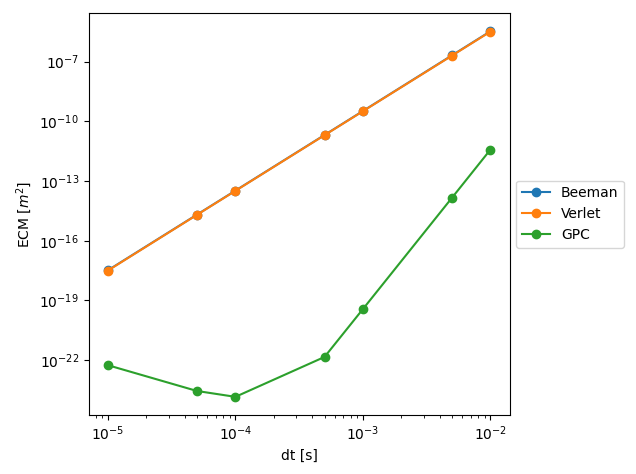 ECM [m²]
10⁻⁷
10⁻¹⁰
10⁻¹³
10⁻¹⁶
10⁻¹⁹
10⁻²²
10⁻⁵ 10⁻⁴ 10⁻³ 10⁻²
dt [s]
Beeman
Verlet
GPC